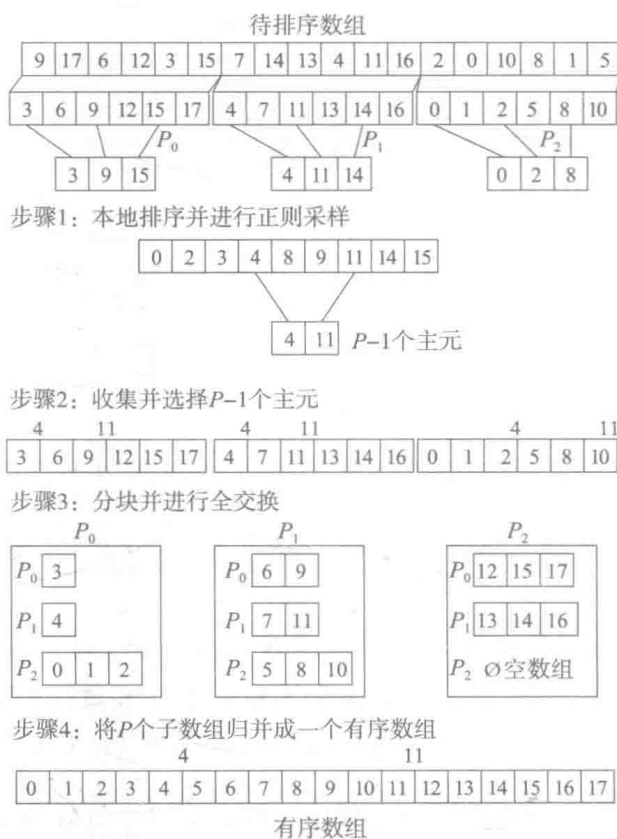 待排序数组
9 17 6 12 3 15 7 14 13 4 11 16 2 0 10 8 1 5
3 6 9 12 15 17 4 7 11 13 14 16 0 1 2 5 8 10
P₀ P₁ P₂
3 9 15 4 11 14 0 2 8
步骤1：本地排序并进行正则采样
0 2 3 4 8 9 11 14 15
4 11 P−1个主元
步骤2：收集并选择P−1个主元
4 11 4 11 4 11
3 6 9 12 15 17 4 7 11 13 14 16 0 1 2 5 8 10
步骤3：分块并进行全交换
P₀ P₁ P₂
P₀ 3 P₀ 6 9 P₀ 12 15 17
P₁ 4 P₁ 7 11 P₁ 13 14 16
P₂ 0 1 2 P₂ 5 8 10 P₂ Ø空数组
步骤4：将P个子数组归并成一个有序数组
4 11
0 1 2 3 4 5 6 7 8 9 10 11 12 13 14 15 16 17
有序数组